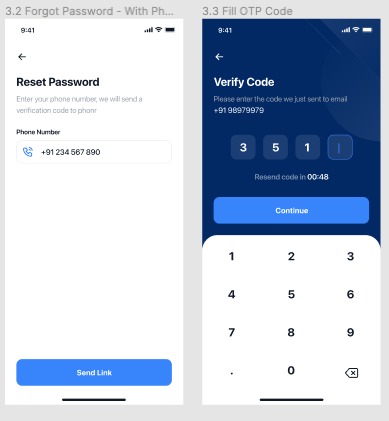 3.2 Forgot Password - With Ph...
9:41
Reset Password
Enter your phone number, we will send a
verification code to phonr
Phone Number
+91 234 567 890
Send Link
3.3 Fill OTP Code
9:41
Verify Code
Please enter the code we just sent to email
+91 98979979
3 5 1
Resend code in 00:48
Continue
1 2 3
4 5 6
7 8 9
. 0